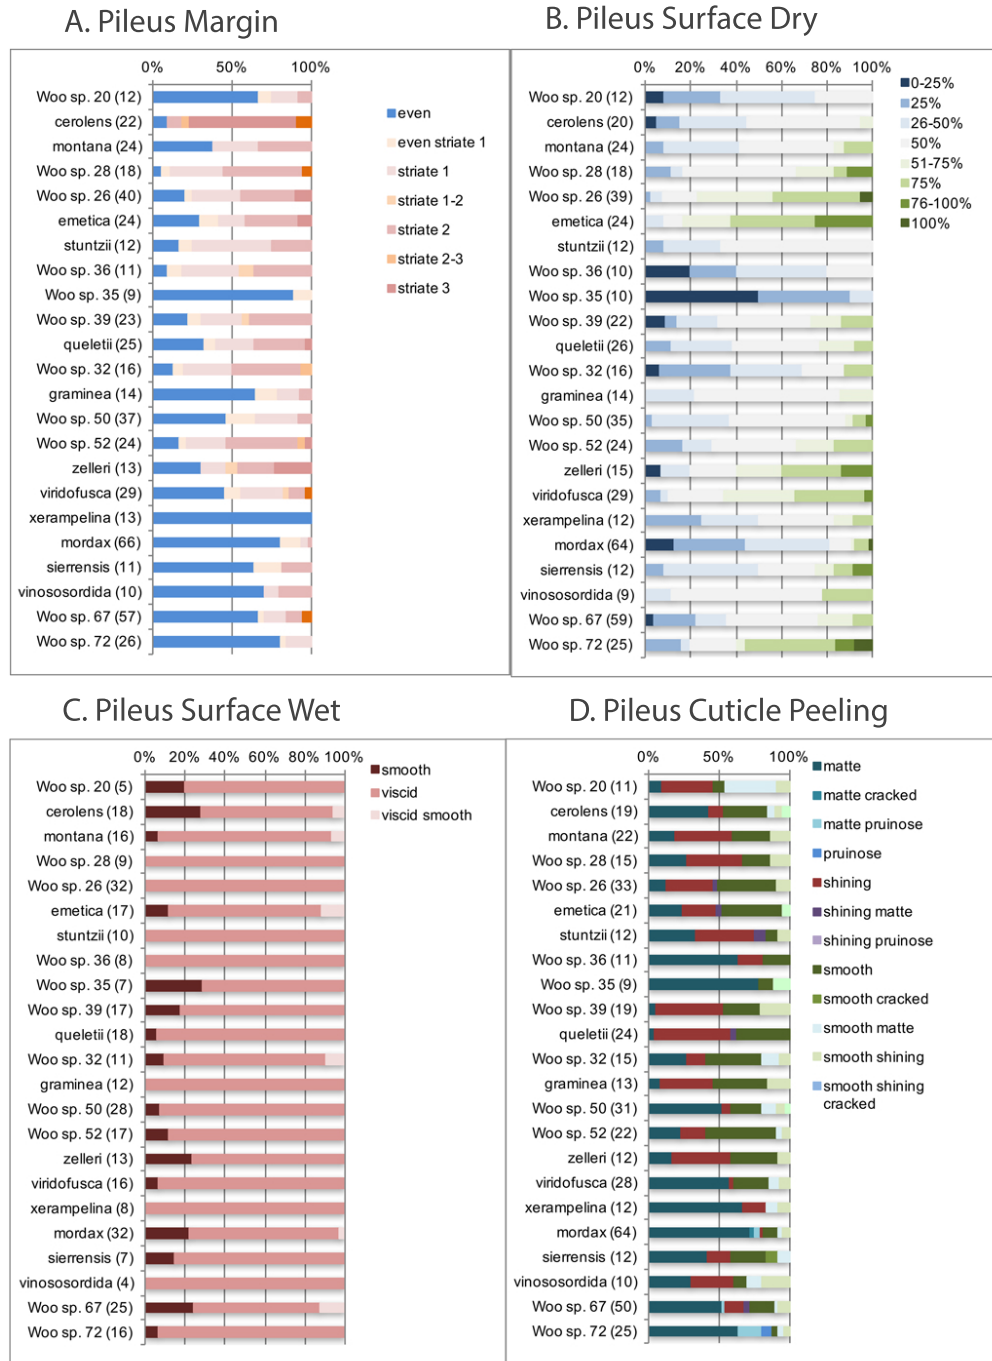 A. Pileus Margin
0% 50% 100%
Woo sp. 20 (12)
cerolens (22)
montana (24)
Woo sp. 28 (18)
Woo sp. 26 (40)
emetica (24)
stuntzii (12)
Woo sp. 36 (11)
Woo sp. 35 (9)
Woo sp. 39 (23)
queletii (25)
Woo sp. 32 (16)
graminea (14)
Woo sp. 50 (37)
Woo sp. 52 (24)
zelleri (13)
viridofusca (29)
xerampelina (13)
mordax (66)
sierrensis (11)
vinososordida (10)
Woo sp. 67 (57)
Woo sp. 72 (26)
even
even striate 1
striate 1
striate 1-2
striate 2
striate 2-3
striate 3
B. Pileus Surface Dry
0% 20% 40% 60% 80% 100%
Woo sp. 20 (12)
cerolens (20)
montana (24)
Woo sp. 28 (18)
Woo sp. 26 (39)
emetica (24)
stuntzii (12)
Woo sp. 36 (10)
Woo sp. 35 (10)
Woo sp. 39 (22)
queletii (26)
Woo sp. 32 (16)
graminea (14)
Woo sp. 50 (35)
Woo sp. 52 (24)
zelleri (15)
viridofusca (29)
xerampelina (12)
mordax (64)
sierrensis (12)
vinososordida (9)
Woo sp. 67 (59)
Woo sp. 72 (25)
0-25%
25%
26-50%
50%
51-75%
75%
76-100%
100%
C. Pileus Surface Wet
0% 20% 40% 60% 80% 100%
Woo sp. 20 (5)
cerolens (18)
montana (16)
Woo sp. 28 (9)
Woo sp. 26 (32)
emetica (17)
stuntzii (10)
Woo sp. 36 (8)
Woo sp. 35 (7)
Woo sp. 39 (17)
queletii (18)
Woo sp. 32 (11)
graminea (12)
Woo sp. 50 (28)
Woo sp. 52 (17)
zelleri (13)
viridofusca (16)
xerampelina (8)
mordax (32)
sierrensis (7)
vinososordida (4)
Woo sp. 67 (25)
Woo sp. 72 (16)
smooth
viscid
viscid smooth
D. Pileus Cuticle Peeling
0% 50% 100%
Woo sp. 20 (11)
cerolens (19)
montana (22)
Woo sp. 28 (15)
Woo sp. 26 (33)
emetica (21)
stuntzii (12)
Woo sp. 36 (11)
Woo sp. 35 (9)
Woo sp. 39 (19)
queletii (24)
Woo sp. 32 (15)
graminea (13)
Woo sp. 50 (31)
Woo sp. 52 (22)
zelleri (12)
viridofusca (28)
xerampelina (12)
mordax (64)
sierrensis (12)
vinososordida (10)
Woo sp. 67 (50)
Woo sp. 72 (25)
matte
matte cracked
matte pruinose
pruinose
shining
shining matte
shining pruinose
smooth
smooth cracked
smooth matte
smooth shining
smooth shining
cracked